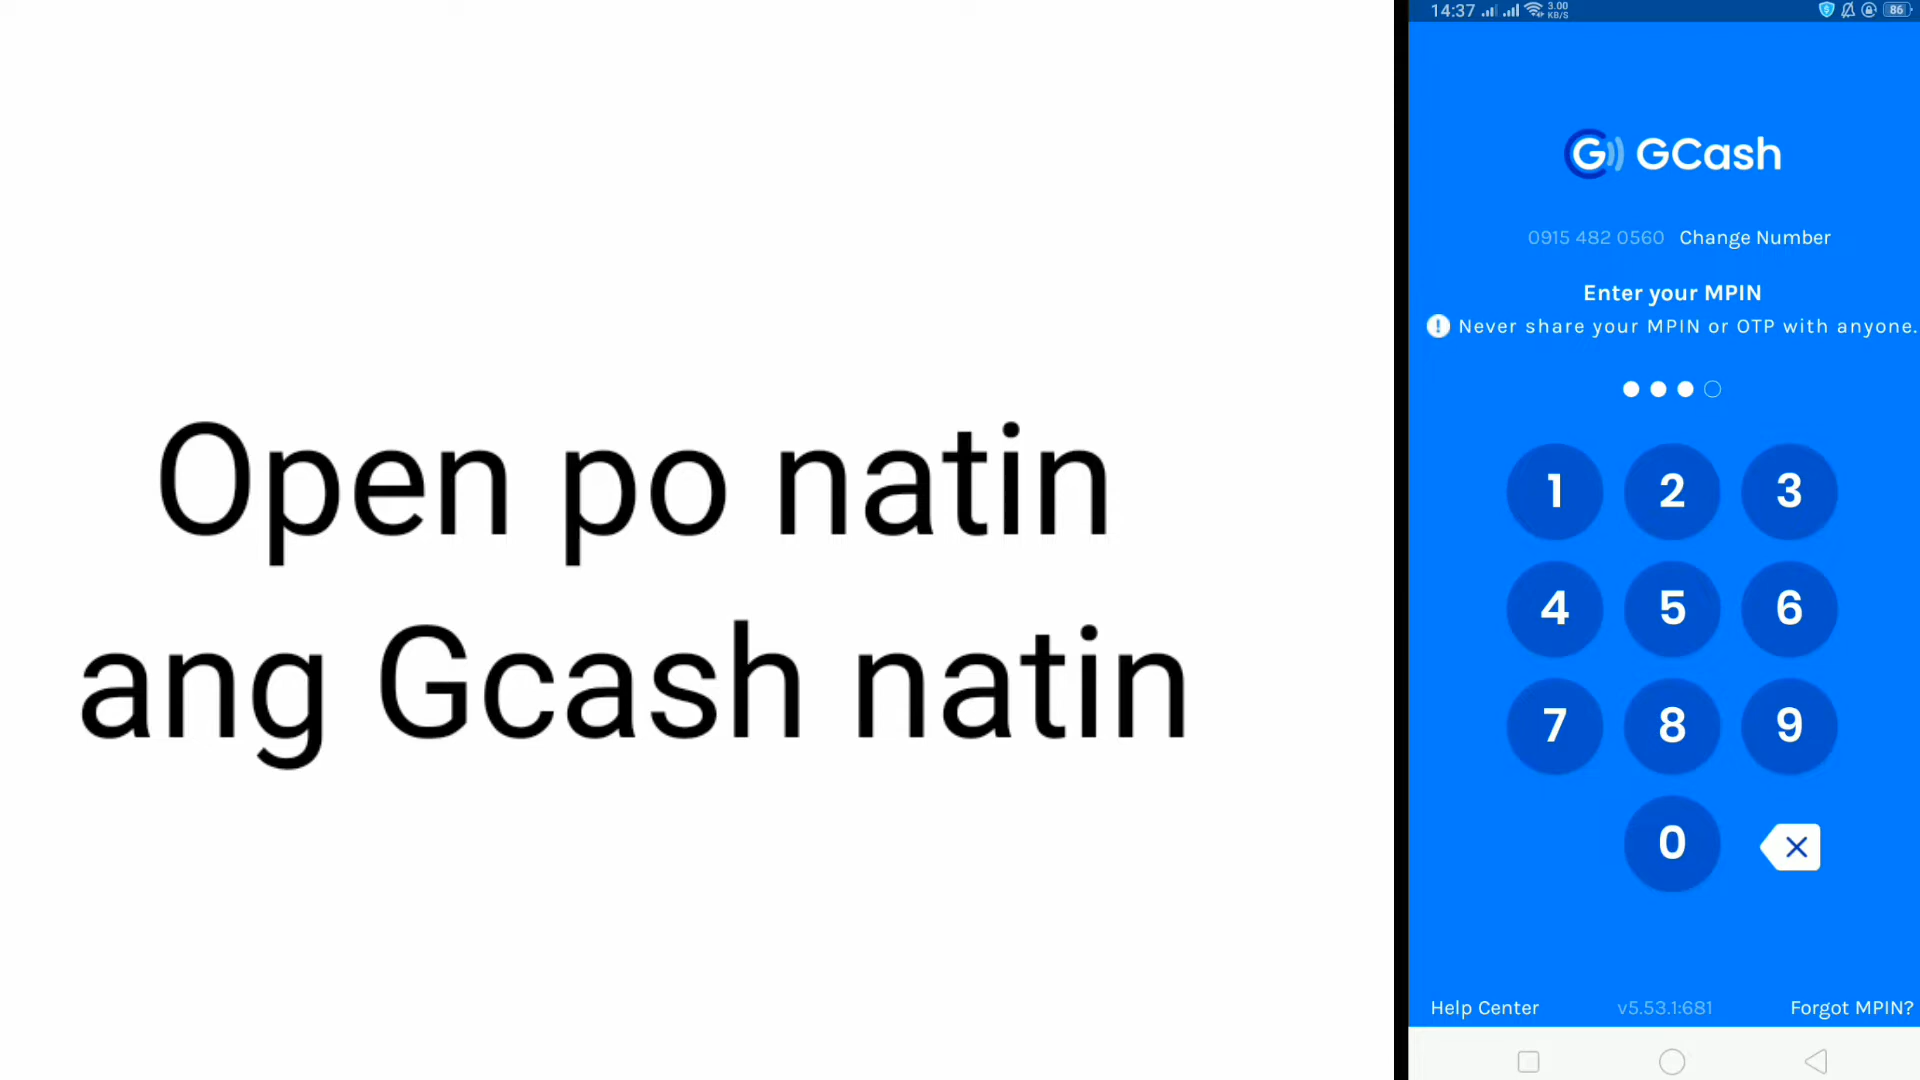 Open po natin
ang Gcash natin
14:37
3.00
KB/S
86
GCash
0915 482 0560 Change Number
Enter your MPIN
Never share your MPIN or OTP with anyone.
1 2 3
4 5 6
7 8 9
0
Help Center v5.53.1:681 Forgot MPIN?